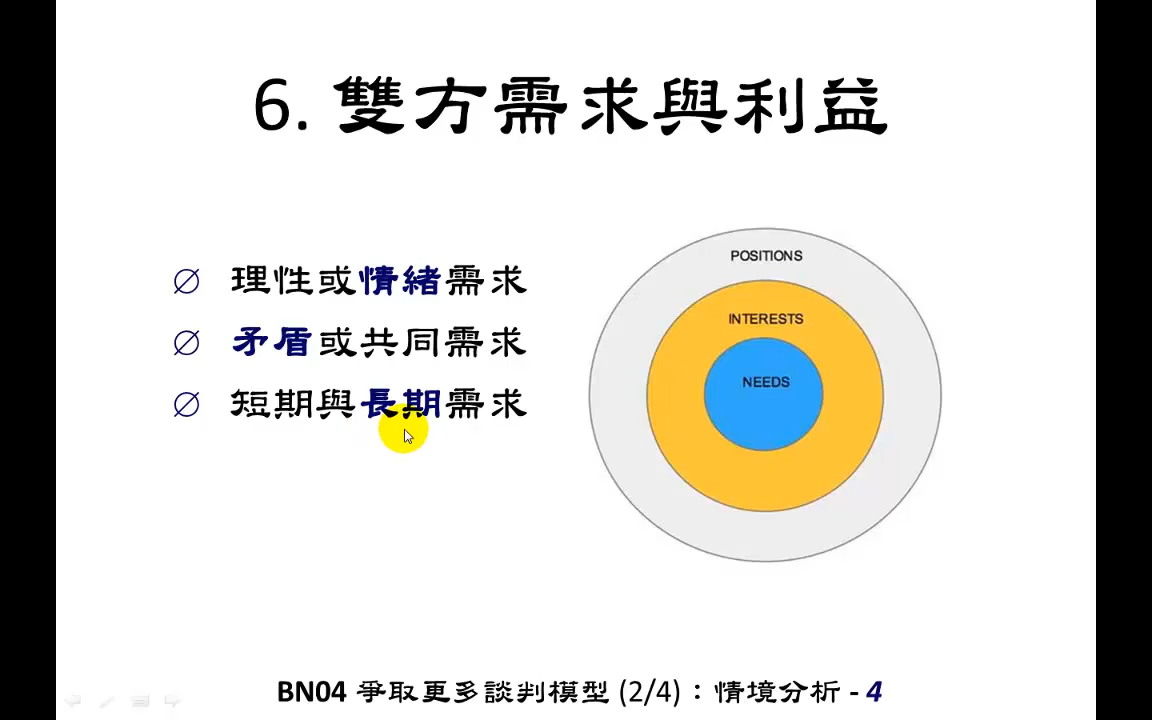 6. 雙方需求與利益
理性或情緒需求
矛盾或共同需求
短期與長期需求
POSITIONS
INTERESTS
NEEDS
BN04 爭取更多談判模型 (2/4)：情境分析 - 4